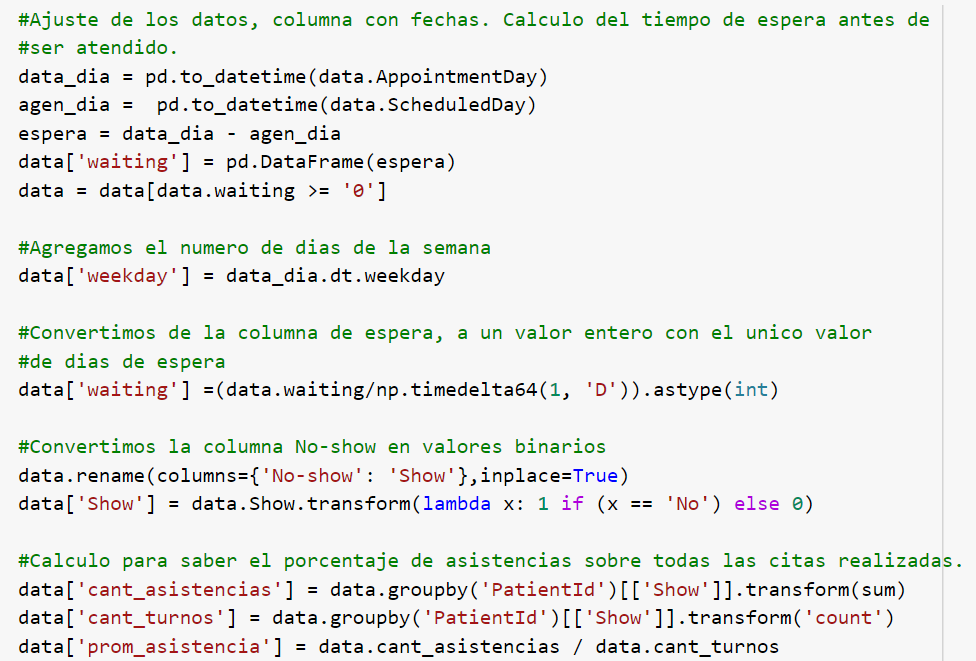 #Ajuste de los datos, columna con fechas. Calculo del tiempo de espera antes de
#ser atendido.
data_dia = pd.to_datetime(data.AppointmentDay)
agen_dia =  pd.to_datetime(data.ScheduledDay)
espera = data_dia - agen_dia
data['waiting'] = pd.DataFrame(espera)
data = data[data.waiting >= '0']

#Agregamos el numero de dias de la semana
data['weekday'] = data_dia.dt.weekday

#Convertimos de la columna de espera, a un valor entero con el unico valor
#de dias de espera
data['waiting'] =(data.waiting/np.timedelta64(1, 'D')).astype(int)

#Convertimos la columna No-show en valores binarios
data.rename(columns={'No-show': 'Show'},inplace=True)
data['Show'] = data.Show.transform(lambda x: 1 if (x == 'No') else 0)

#Calculo para saber el porcentaje de asistencias sobre todas las citas realizadas.
data['cant_asistencias'] = data.groupby('PatientId')[['Show']].transform(sum)
data['cant_turnos'] = data.groupby('PatientId')[['Show']].transform('count')
data['prom_asistencia'] = data.cant_asistencias / data.cant_turnos